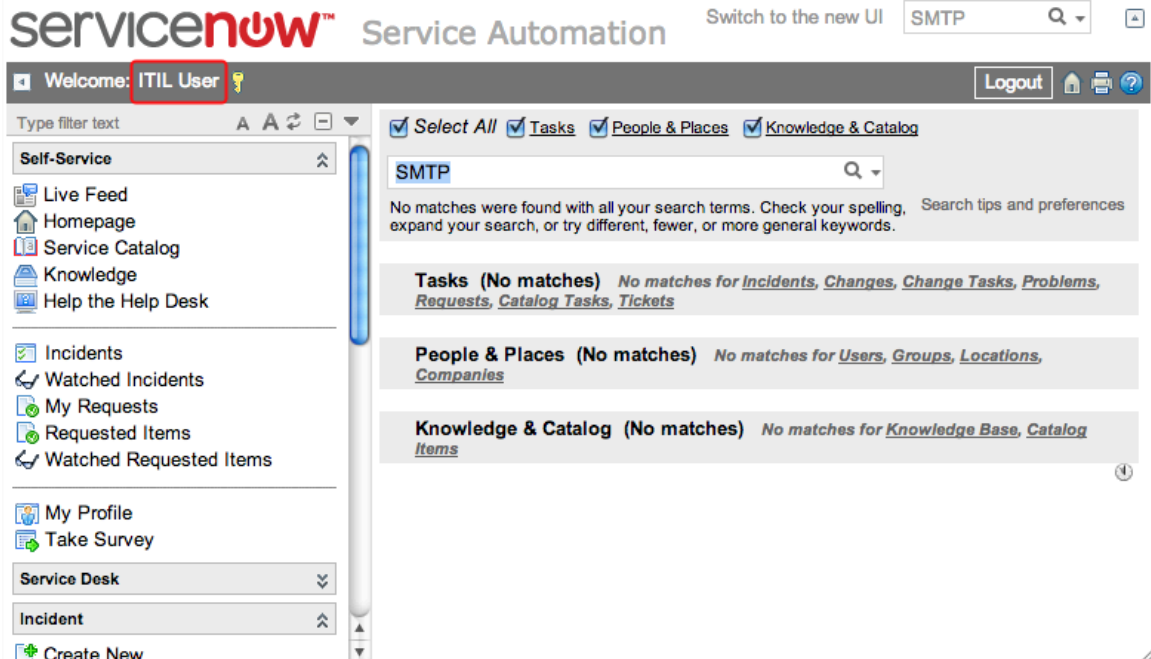 servicenow™ Service Automation Switch to the new UI SMTP
Welcome: ITIL User Logout
Type filter text A A
Self-Service
Live Feed
Homepage
Service Catalog
Knowledge
Help the Help Desk
Incidents
Watched Incidents
My Requests
Requested Items
Watched Requested Items
My Profile
Take Survey
Service Desk
Incident
Create New
Select All Tasks People & Places Knowledge & Catalog
SMTP
No matches were found with all your search terms. Check your spelling, Search tips and preferences
expand your search, or try different, fewer, or more general keywords.
Tasks (No matches) No matches for Incidents, Changes, Change Tasks, Problems,
Requests, Catalog Tasks, Tickets
People & Places (No matches) No matches for Users, Groups, Locations,
Companies
Knowledge & Catalog (No matches) No matches for Knowledge Base, Catalog
Items